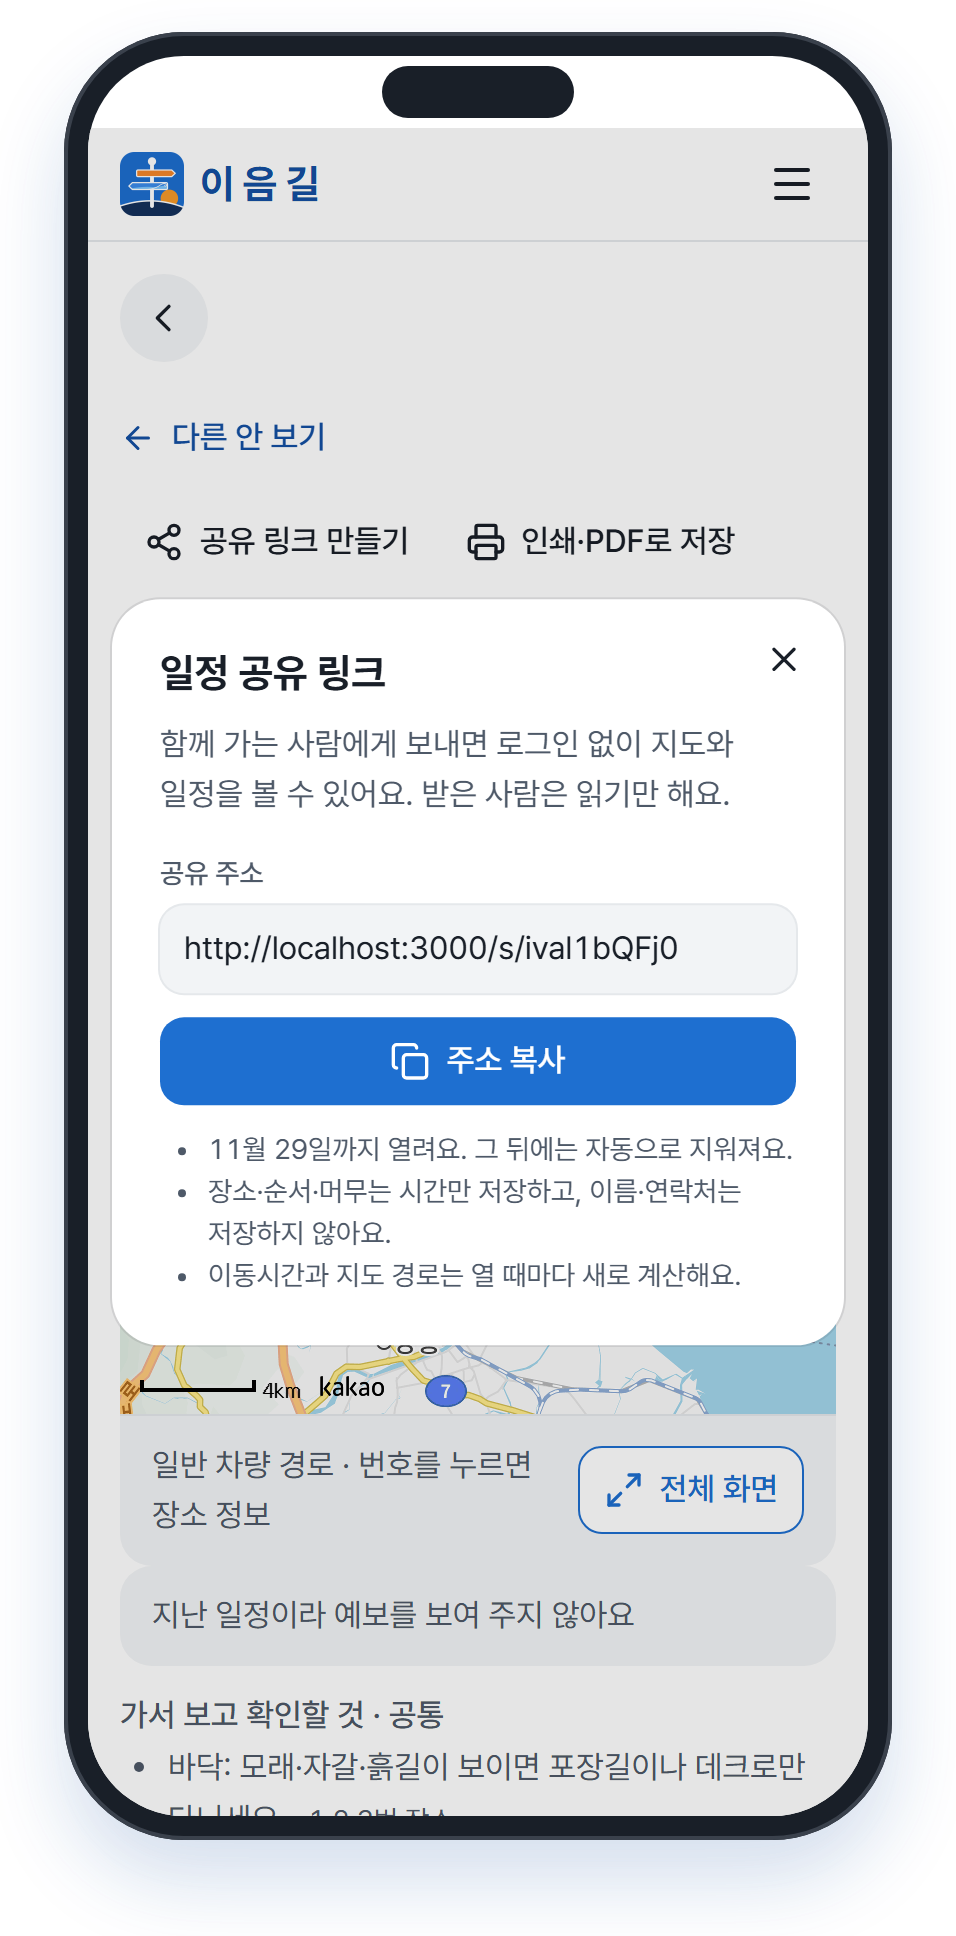 이음길
다른 안 보기
공유 링크 만들기
인쇄·PDF로 저장
일정 공유 링크
함께 가는 사람에게 보내면 로그인 없이 지도와
일정을 볼 수 있어요. 받은 사람은 읽기만 해요.
공유 주소
http://localhost:3000/s/ival1bQFj0
주소 복사
• 11월 29일까지 열려요. 그 뒤에는 자동으로 지워져요.
• 장소·순서·머무는 시간만 저장하고, 이름·연락처는
저장하지 않아요.
• 이동시간과 지도 경로는 열 때마다 새로 계산해요.
4km
kakao
7
일반 차량 경로 · 번호를 누르면
장소 정보
전체 화면
지난 일정이라 예보를 보여 주지 않아요
가서 보고 확인할 것 · 공통
• 바닥: 모래·자갈·흙길이 보이면 포장길이나 데크로만